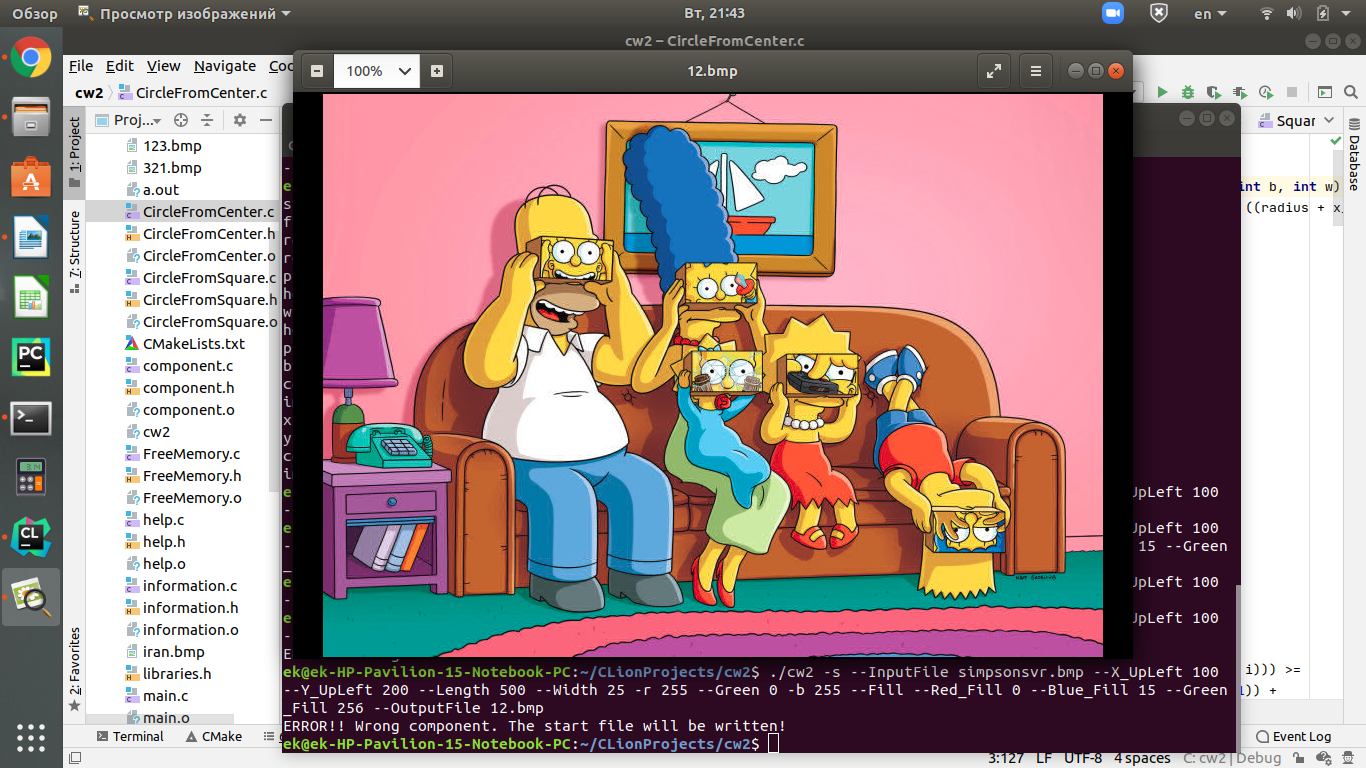 Обзор Просмотр изображений Вт, 21:43 en
cw2 – CircleFromCenter.c
File Edit View Navigate
100% 12.bmp
cw2 CircleFromCenter.c
Proj... Squar
1: Project
7: Structure
2: Favorites
Database
123.bmp
321.bmp
a.out
CircleFromCenter.c
CircleFromCenter.h
CircleFromCenter.o
CircleFromSquare.c
CircleFromSquare.h
CircleFromSquare.o
CMakeLists.txt
component.c
component.h
component.o
cw2
FreeMemory.c
FreeMemory.h
FreeMemory.o
help.c
help.h
help.o
information.c
information.h
information.o
iran.bmp
libraries.h
main.c
main.o
int b, int w)
((radius + x_
UpLeft 100
UpLeft 100
15 --Green
UpLeft 100
UpLeft 100
i))) >=
)) +
ek@ek-HP-Pavilion-15-Notebook-PC:~/CLionProjects/cw2$ ./cw2 -s --InputFile simpsonsvr.bmp --X_UpLeft 100
--Y_UpLeft 200 --Length 500 --Width 25 -r 255 --Green 0 -b 255 --Fill --Red_Fill 0 --Blue_Fill 15 --Green
_Fill 256 --OutputFile 12.bmp
ERROR!! Wrong component. The start file will be written!
ek@ek-HP-Pavilion-15-Notebook-PC:~/CLionProjects/cw2$
Terminal CMake Event Log
3:127 LF UTF-8 4 spaces C: cw2 | Debug